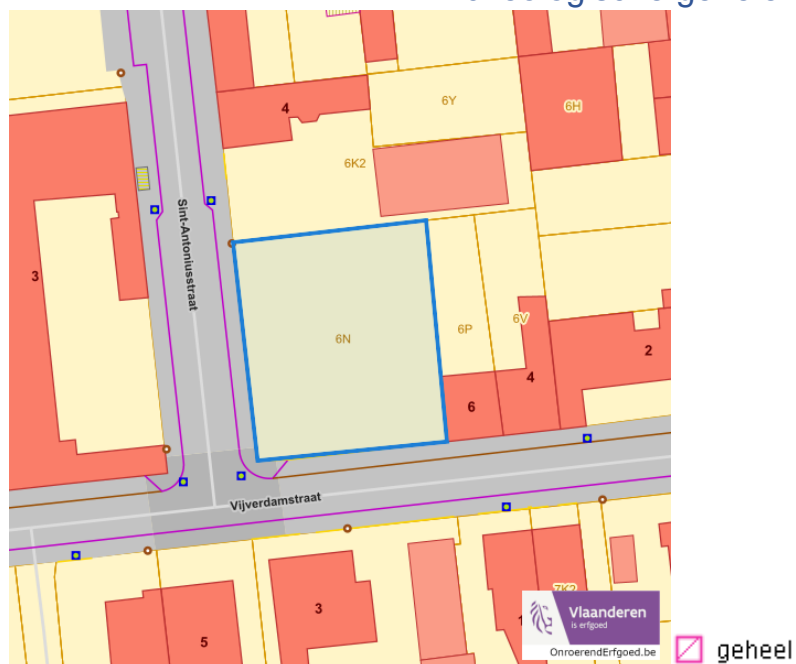 4
6Y
6H
6K2
Sint-Antoniusstraat
3
6N
6P
6V
2
4
6
Vijverdamstraat
3
5
7K2
Vlaanderen
is erfgoed
OnroerendErfgoed.be
geheel